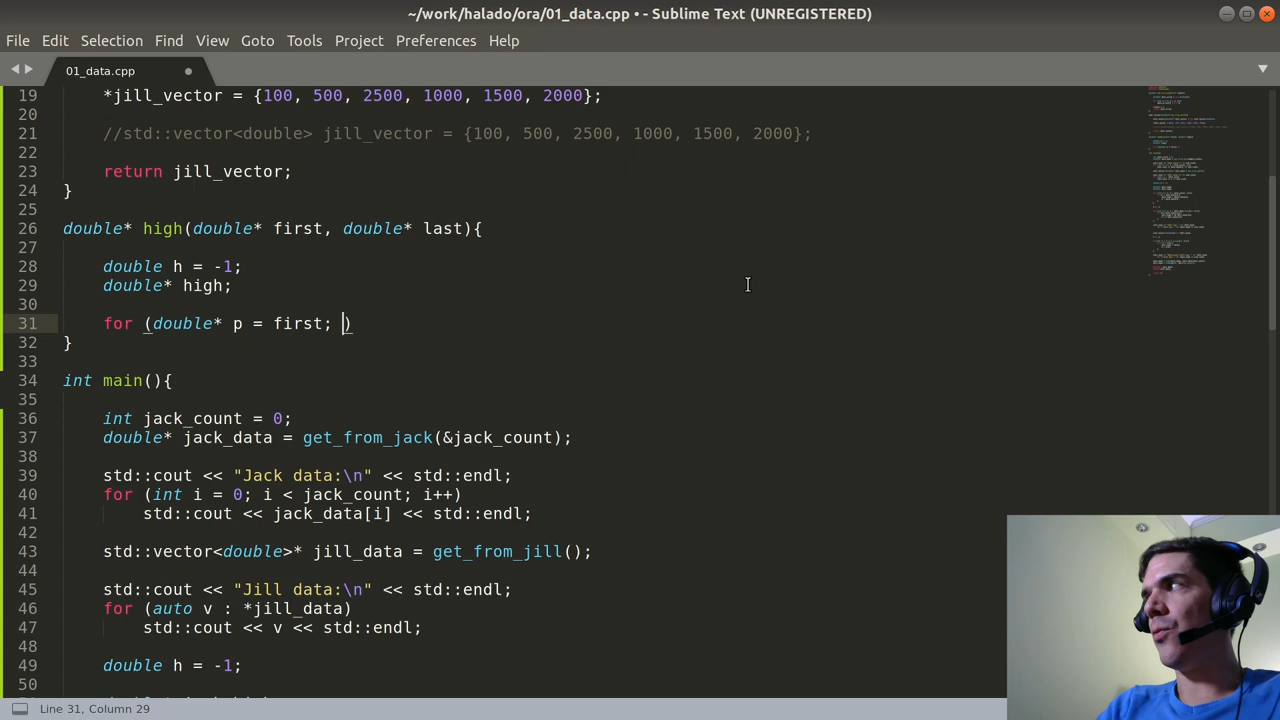 ~/work/halado/ora/01_data.cpp • - Sublime Text (UNREGISTERED)
File Edit Selection Find View Goto Tools Project Preferences Help
01_data.cpp
19 *jill_vector = {100, 500, 2500, 1000, 1500, 2000};
20
21 //std::vector<double> jill_vector = {100, 500, 2500, 1000, 1500, 2000};
22
23 return jill_vector;
24 }
25
26 double* high(double* first, double* last){
27
28 double h = -1;
29 double* high;
30
31 for (double* p = first; )
32 }
33
34 int main(){
35
36 int jack_count = 0;
37 double* jack_data = get_from_jack(&jack_count);
38
39 std::cout << "Jack data:\n" << std::endl;
40 for (int i = 0; i < jack_count; i++)
41 std::cout << jack_data[i] << std::endl;
42
43 std::vector<double>* jill_data = get_from_jill();
44
45 std::cout << "Jill data:\n" << std::endl;
46 for (auto v : *jill_data)
47 std::cout << v << std::endl;
48
49 double h = -1;
50
Line 31, Column 29